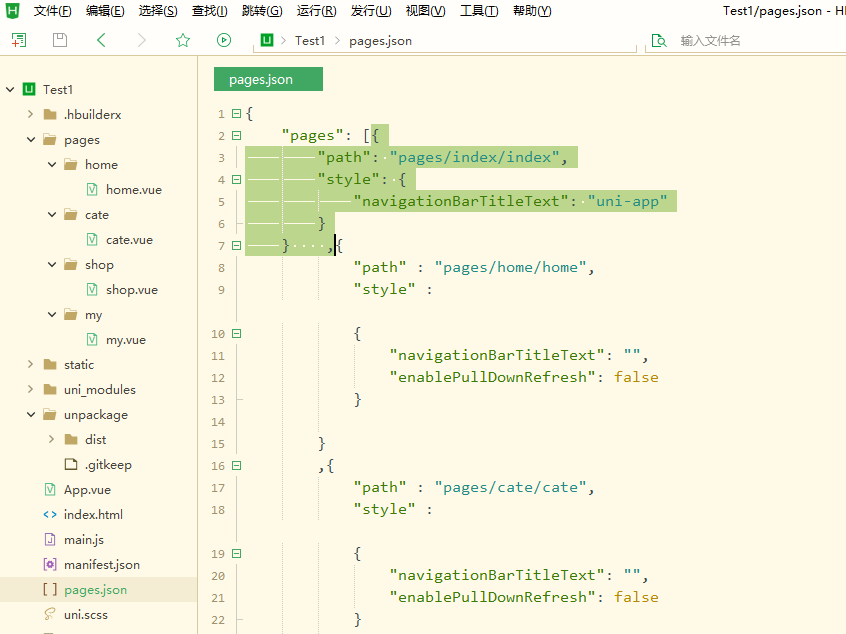 文件(F) 编辑(E) 选择(S) 查找(I) 跳转(G) 运行(R) 发行(U) 视图(V) 工具(T) 帮助(Y) Test1/pages.json - H
Test1 pages.json 输入文件名
Test1
.hbuilderx
pages
home
home.vue
cate
cate.vue
shop
shop.vue
my
my.vue
static
uni_modules
unpackage
dist
.gitkeep
App.vue
index.html
main.js
manifest.json
pages.json
uni.scss
pages.json
1 {
2 "pages": [{
3 "path": "pages/index/index",
4 "style": {
5 "navigationBarTitleText": "uni-app"
6 }
7 } ,{
8 "path" : "pages/home/home",
9 "style" :
10 {
11 "navigationBarTitleText": "",
12 "enablePullDownRefresh": false
13 }
14
15 }
16 ,{
17 "path" : "pages/cate/cate",
18 "style" :
19 {
20 "navigationBarTitleText": "",
21 "enablePullDownRefresh": false
22 }